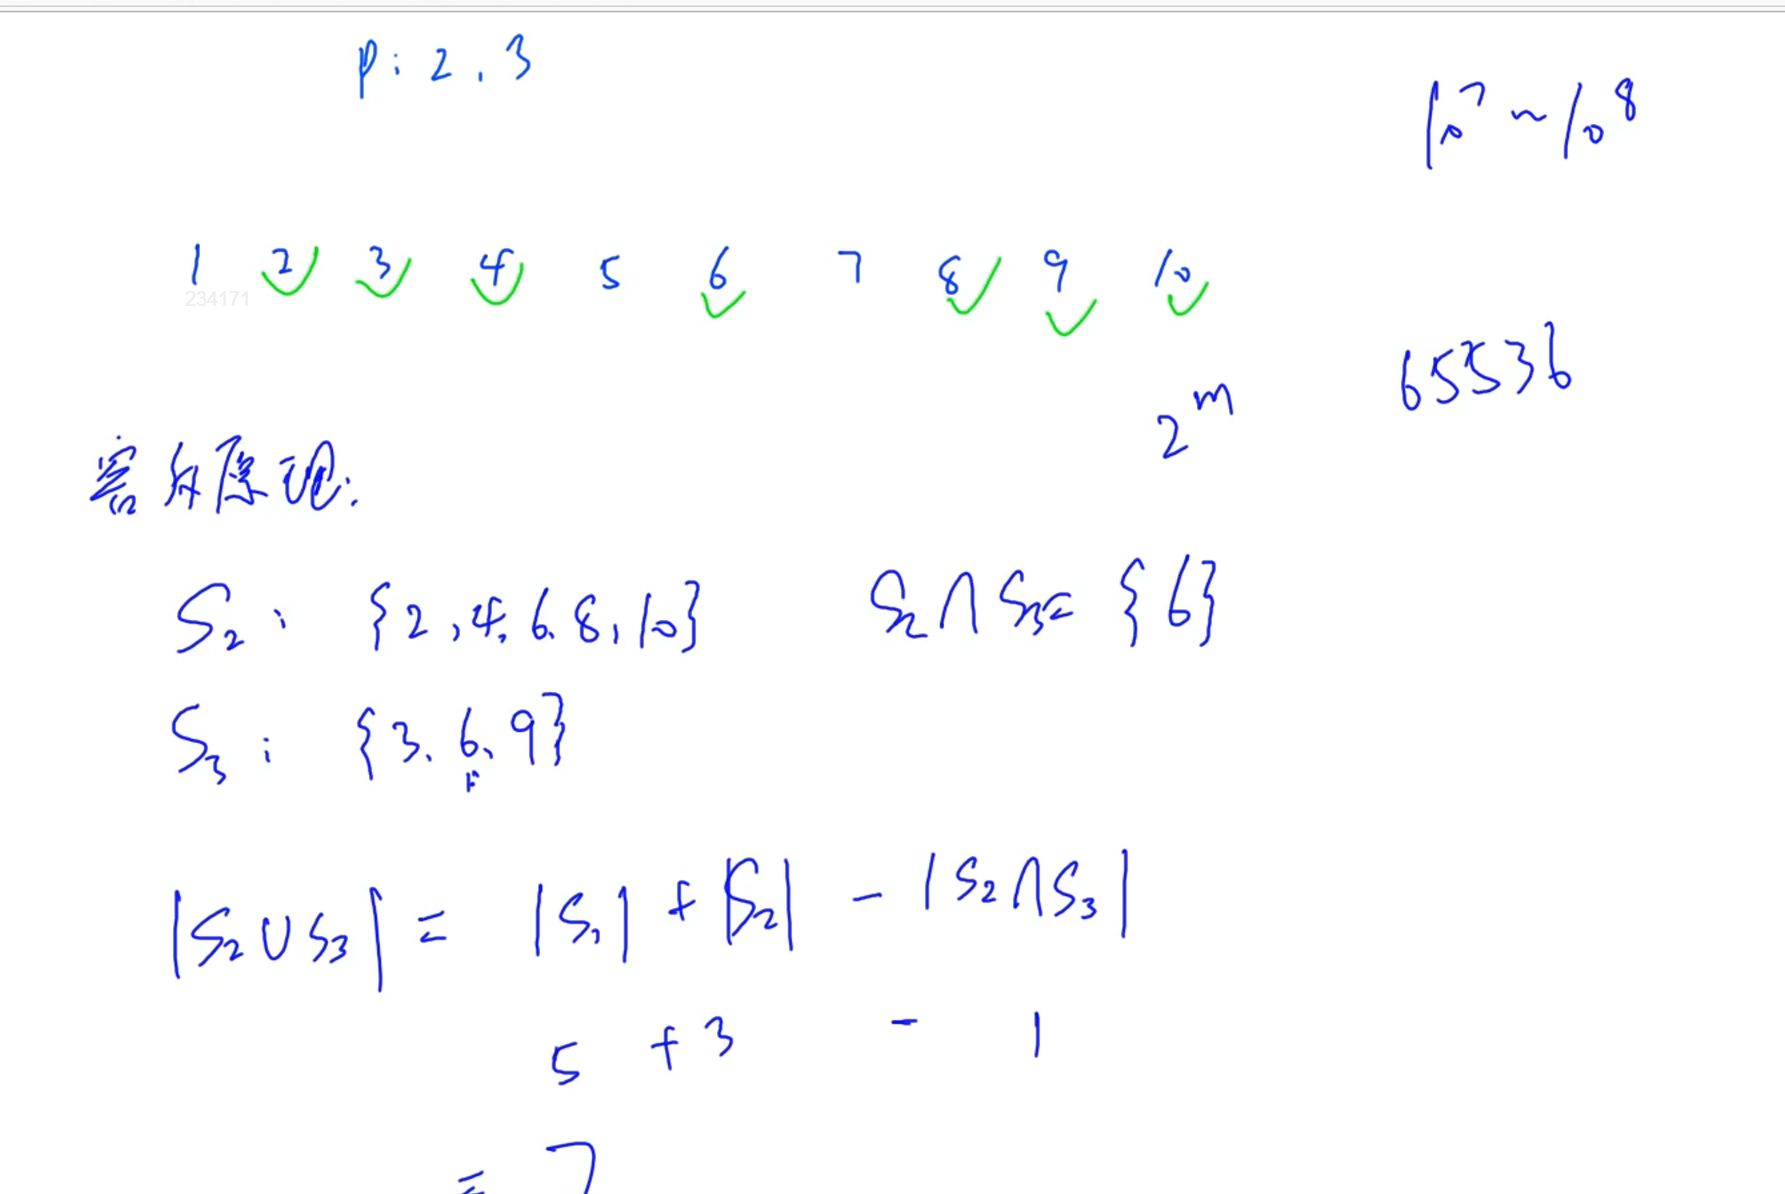 p: 2, 3
10^7 ~ 10^8
1 2 3 4 5 6 7 8 9 10
234171
2^m 65536
容斥原理:
S₂: {2, 4, 6, 8, 10} S₂∩S₃= {6}
S₃: {3, 6, 9}
|S₂∪S₃| = |S₁| + |S₂| - |S₂∩S₃|
5 + 3 - 1
= 7